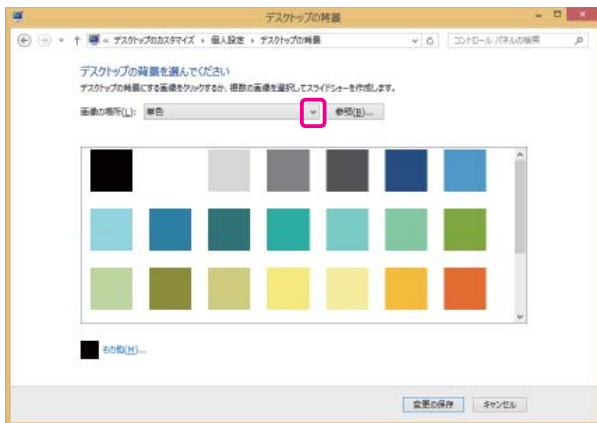 デスクトップの背景
« デスクトップのカスタマイズ ▸ 個人設定 ▸ デスクトップの背景
コントロール パネルの検索
デスクトップの背景を選んでください
デスクトップの背景にする画像をクリックするか、複数の画像を選択してスライドショーを作成します。
画像の場所(L): 単色 参照(B)...
その他(M)...
変更の保存 キャンセル